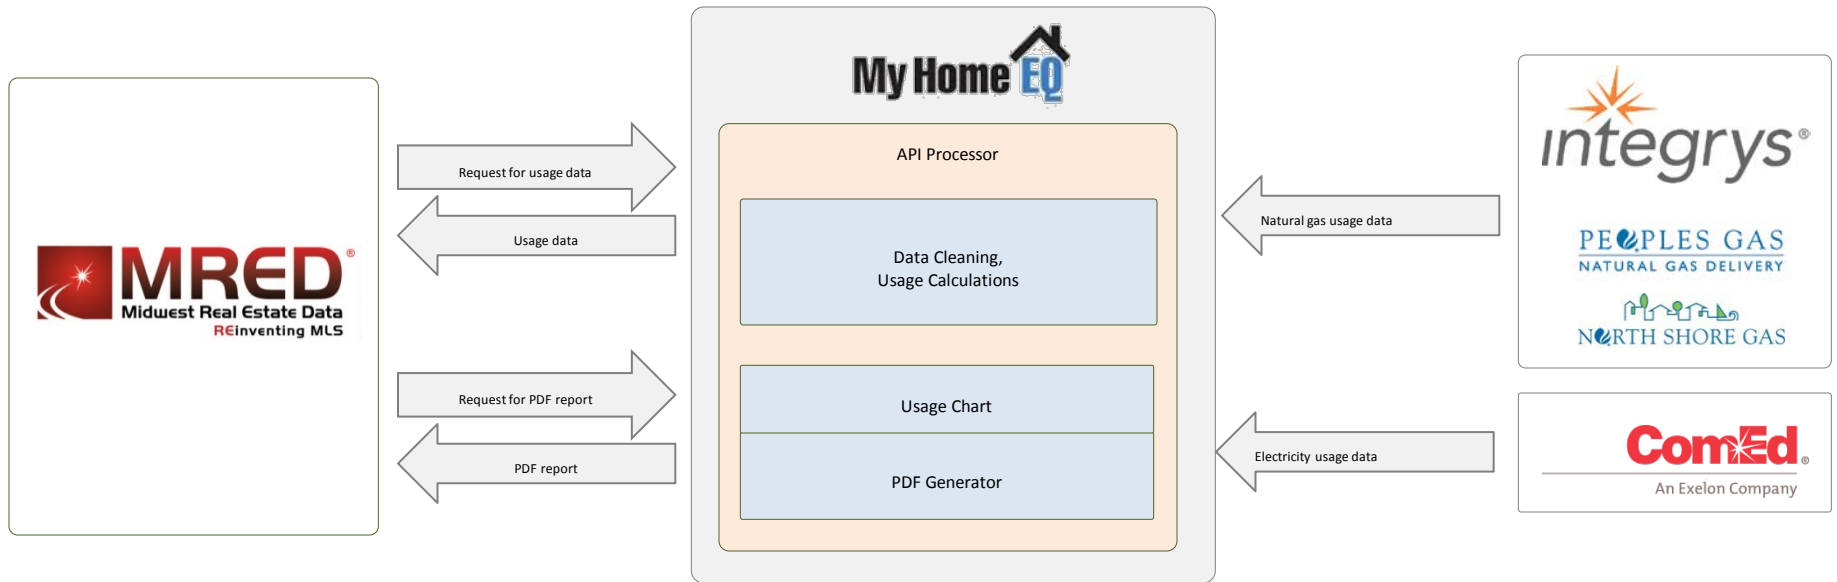 MRED®
Midwest Real Estate Data
REinventing MLS
Request for usage data
Usage data
Request for PDF report
PDF report
My Home EQ
API Processor
Data Cleaning,
Usage Calculations
Usage Chart
PDF Generator
Natural gas usage data
Electricity usage data
integrys®
PEOPLES GAS
NATURAL GAS DELIVERY
NORTH SHORE GAS
ComEd®
An Exelon Company